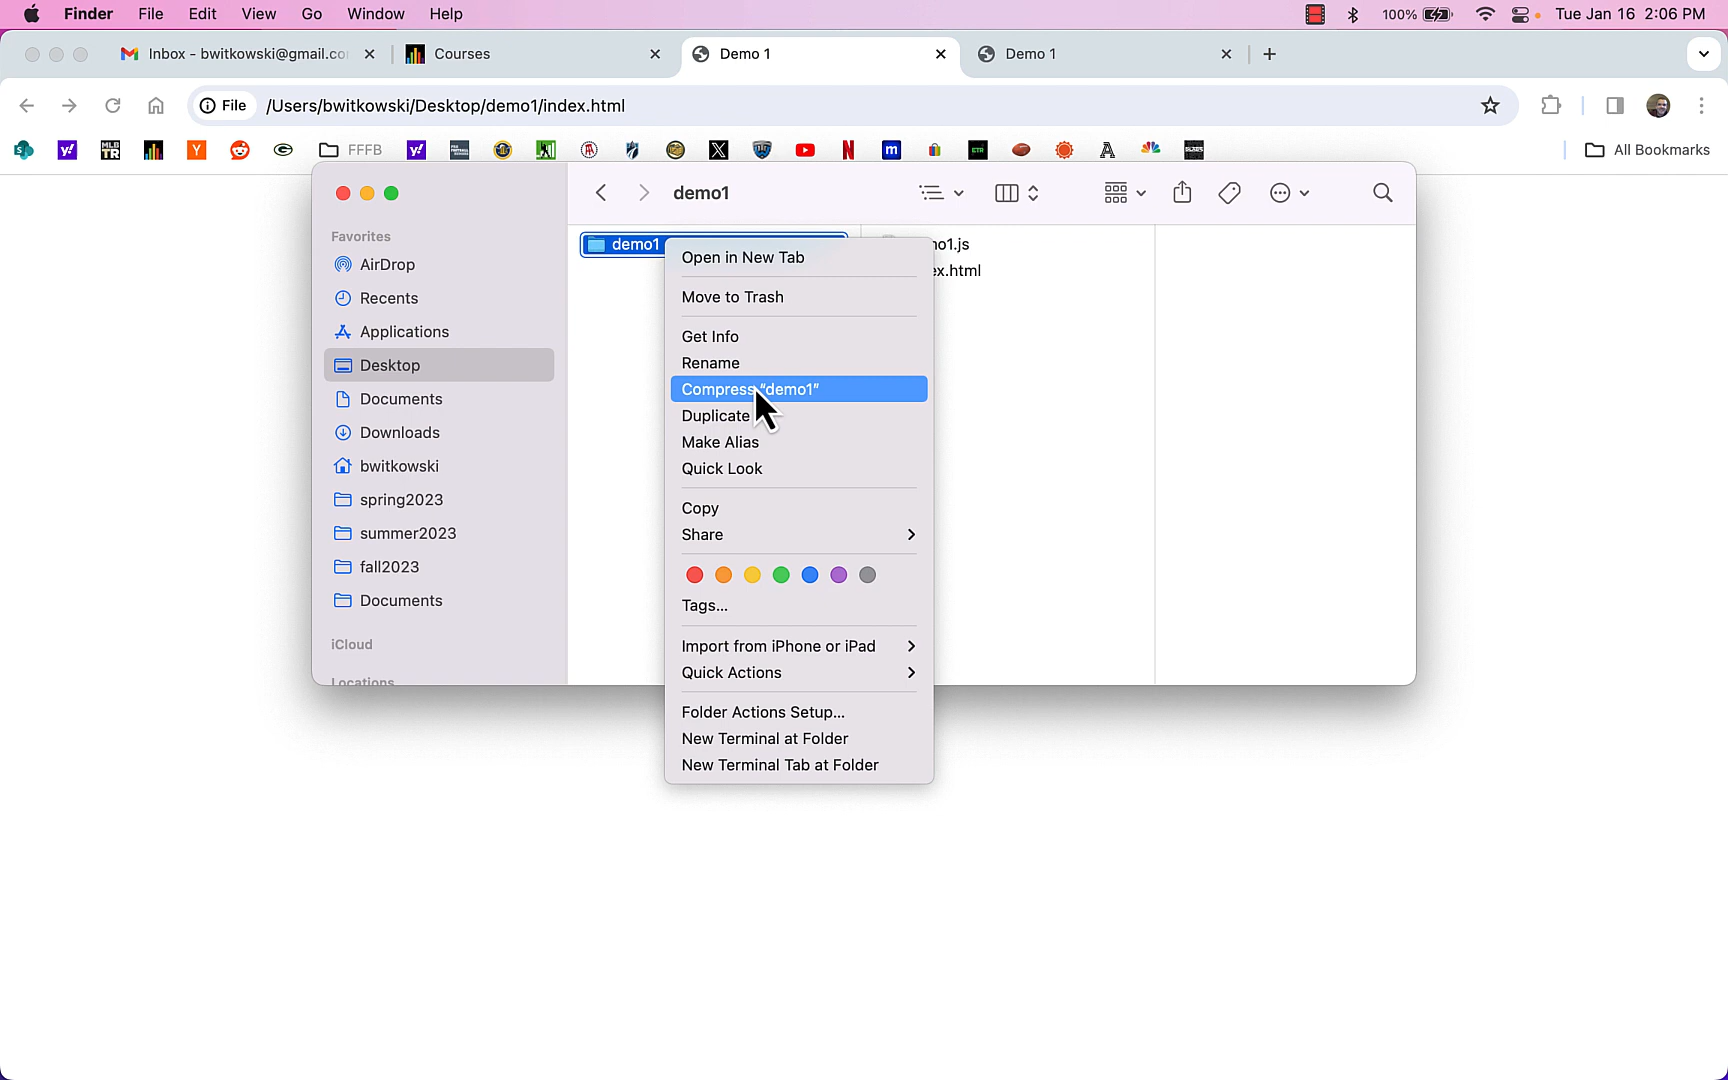 Finder File Edit View Go Window Help 100% Tue Jan 16 2:06 PM
Inbox - bwitkowski@gmail.co Courses Demo 1 Demo 1
File /Users/bwitkowski/Desktop/demo1/index.html
FFFB All Bookmarks
demo1
Favorites
AirDrop
Recents
Applications
Desktop
Documents
Downloads
bwitkowski
spring2023
summer2023
fall2023
Documents
iCloud
Locations
demo1
Open in New Tab
Move to Trash
Get Info
Rename
Compress “demo1”
Duplicate
Make Alias
Quick Look
Copy
Share
Tags...
Import from iPhone or iPad
Quick Actions
Folder Actions Setup...
New Terminal at Folder
New Terminal Tab at Folder
no1.js
ex.html